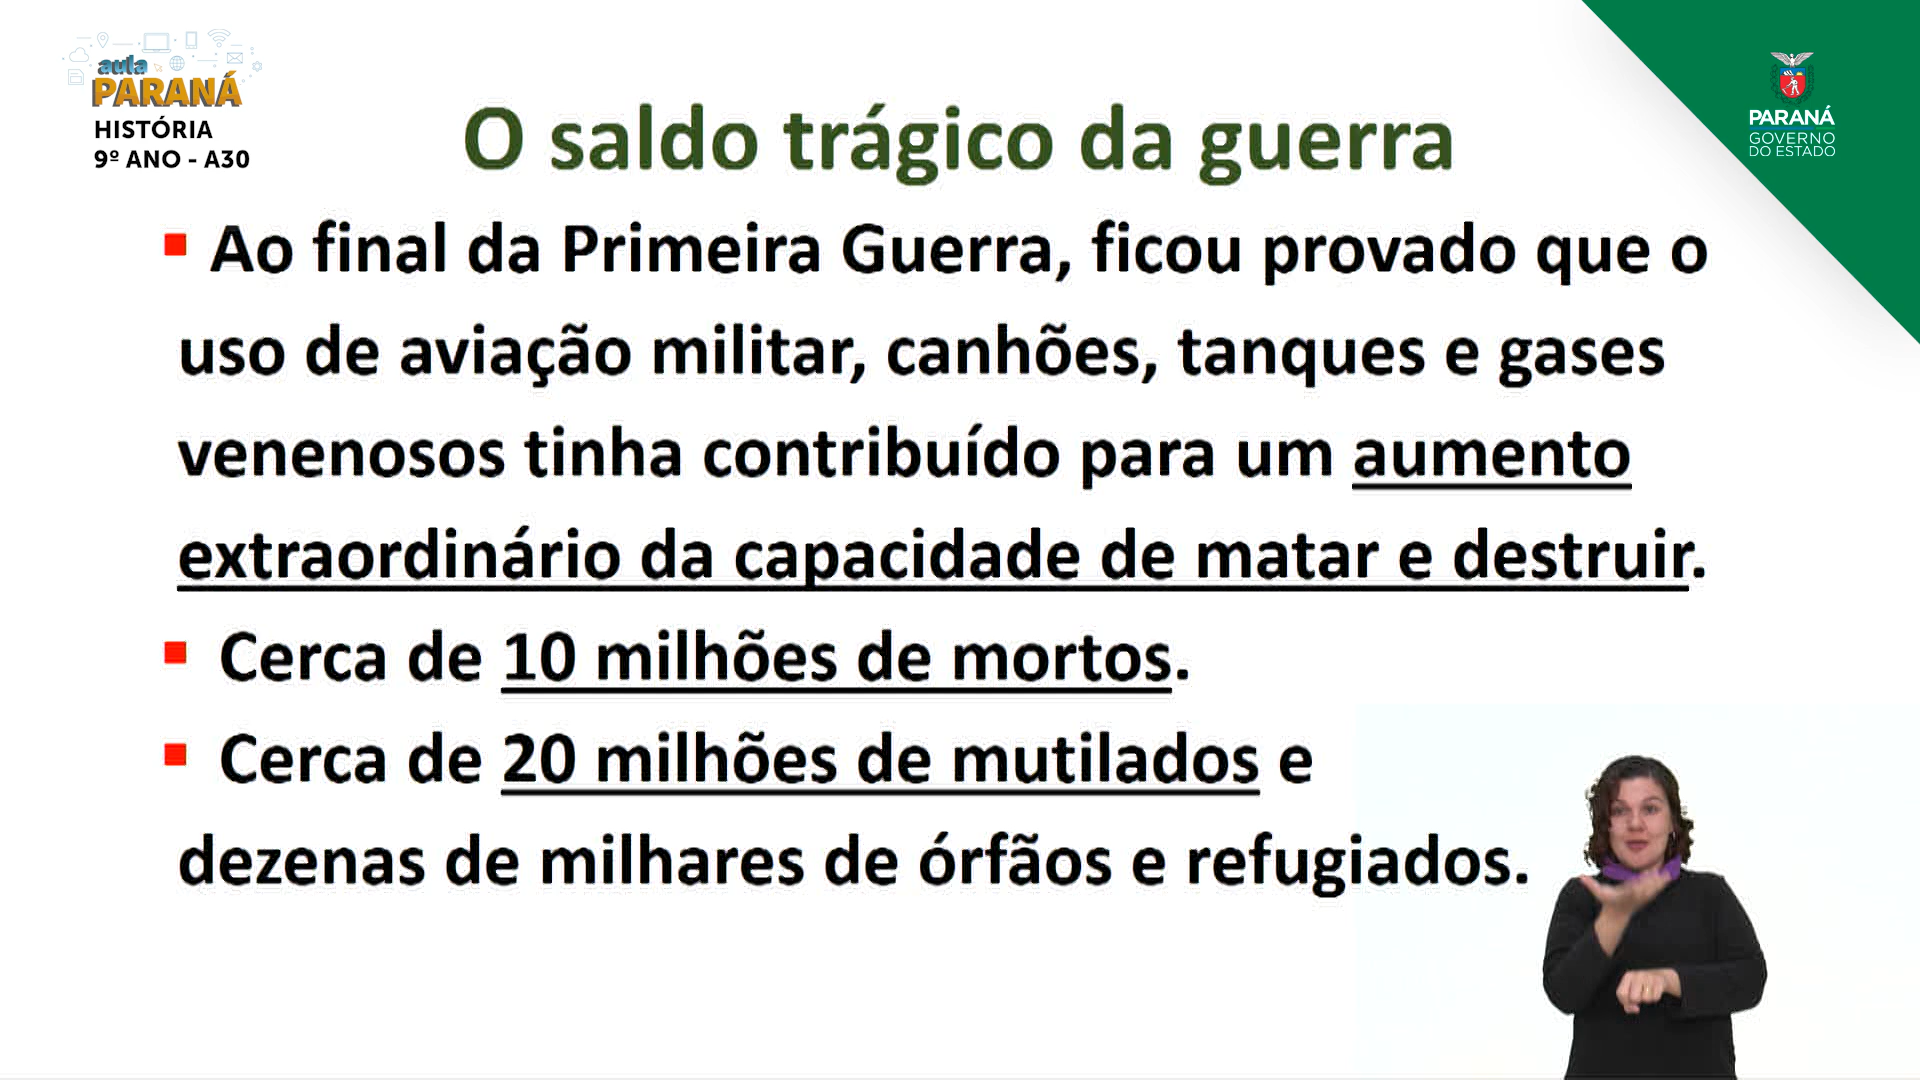 aula
PARANÁ
HISTÓRIA
9º ANO - A30
PARANÁ
GOVERNO
DO ESTADO
O saldo trágico da guerra
Ao final da Primeira Guerra, ficou provado que o
uso de aviação militar, canhões, tanques e gases
venenosos tinha contribuído para um aumento
extraordinário da capacidade de matar e destruir.
Cerca de 10 milhões de mortos.
Cerca de 20 milhões de mutilados e
dezenas de milhares de órfãos e refugiados.